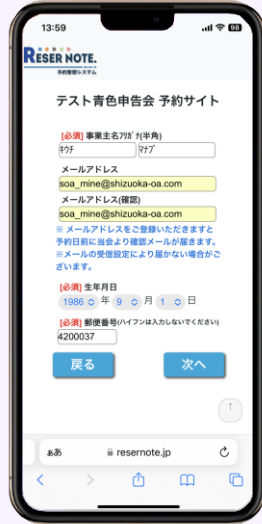 13:59
RESER NOTE.
予約管理システム
テスト青色申告会 予約サイト
[必須] 事業主名ﾌﾘｶﾞﾅ(半角)
ｷｳﾁ ﾏﾅﾌﾞ
メールアドレス
soa_mine@shizuoka-oa.com
メールアドレス(確認)
soa_mine@shizuoka-oa.com
※ メールアドレスをご登録いただきますと
予約日前に当会より確認メールが届きます。
※メールの受信設定により届かない場合がご
ざいます。
[必須] 生年月日
1986 年 9 月 1 日
[必須] 郵便番号(ハイフンは入力しないでください)
4200037
戻る 次へ
↑
ぁあ resernote.jp